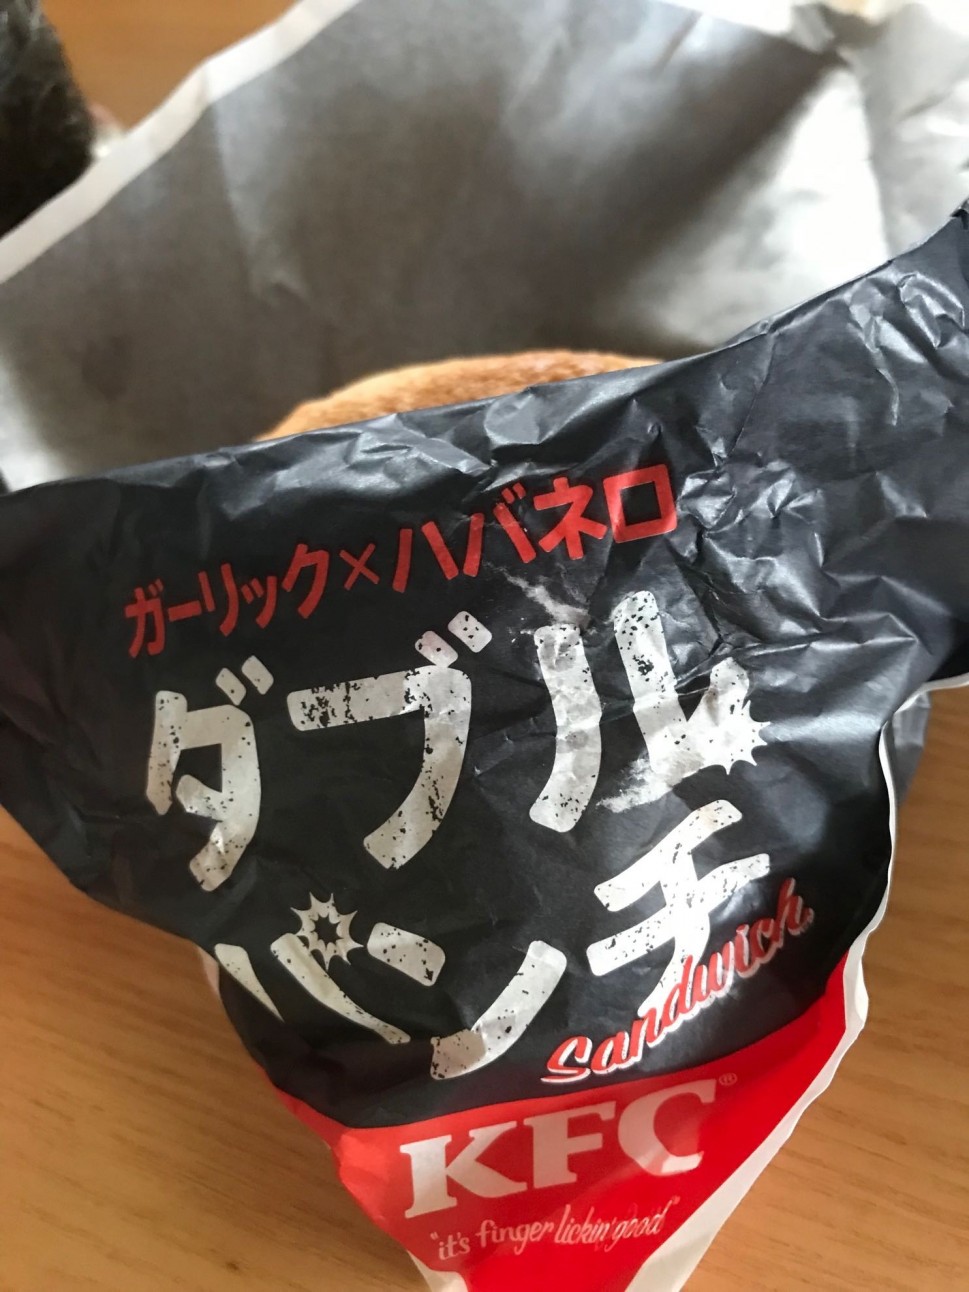 ガーリック×ハバネロ
ダブル
パンチ
Sandwich
KFC®
"it's finger lickin' good"